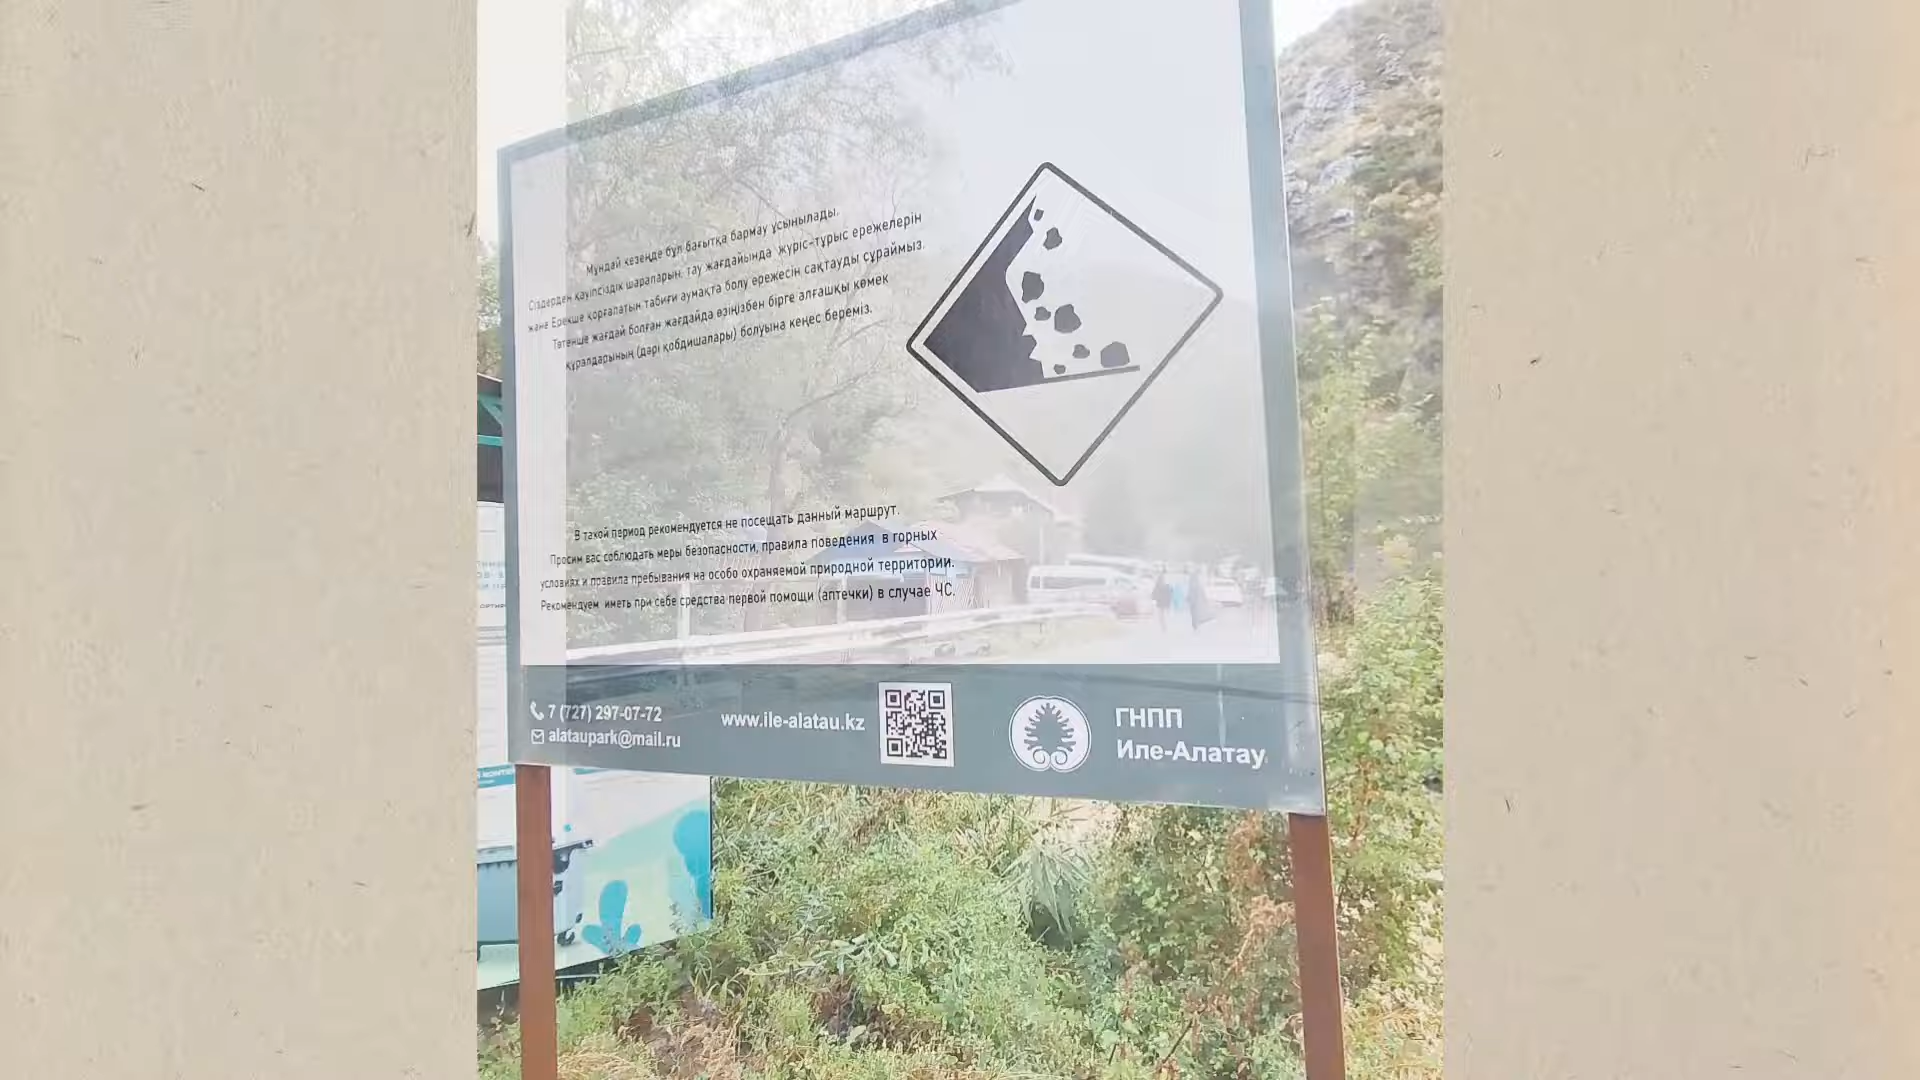 Мұндай кезеңде бұл бағытқа бармау ұсынылады.
Сіздерден қауіпсіздік шараларын, тау жағдайында жүріс-тұрыс ережелерін
және Ерекше қорғалатын табиғи аумақта болу ережесін сақтауды сұраймыз.
Төтенше жағдай болған жағдайда өзіңізбен бірге алғашқы көмек
құралдарының (дәрі қобдишалары) болуына кеңес береміз.
В такой период рекомендуется не посещать данный маршрут.
Просим вас соблюдать меры безопасности, правила поведения в горных
условиях и правила пребывания на особо охраняемой природной территории.
Рекомендуем иметь при себе средства первой помощи (аптечки) в случае ЧС.
7 (727) 297-07-72
alataupark@mail.ru
www.ile-alatau.kz
ГНПП
Иле-Алатау